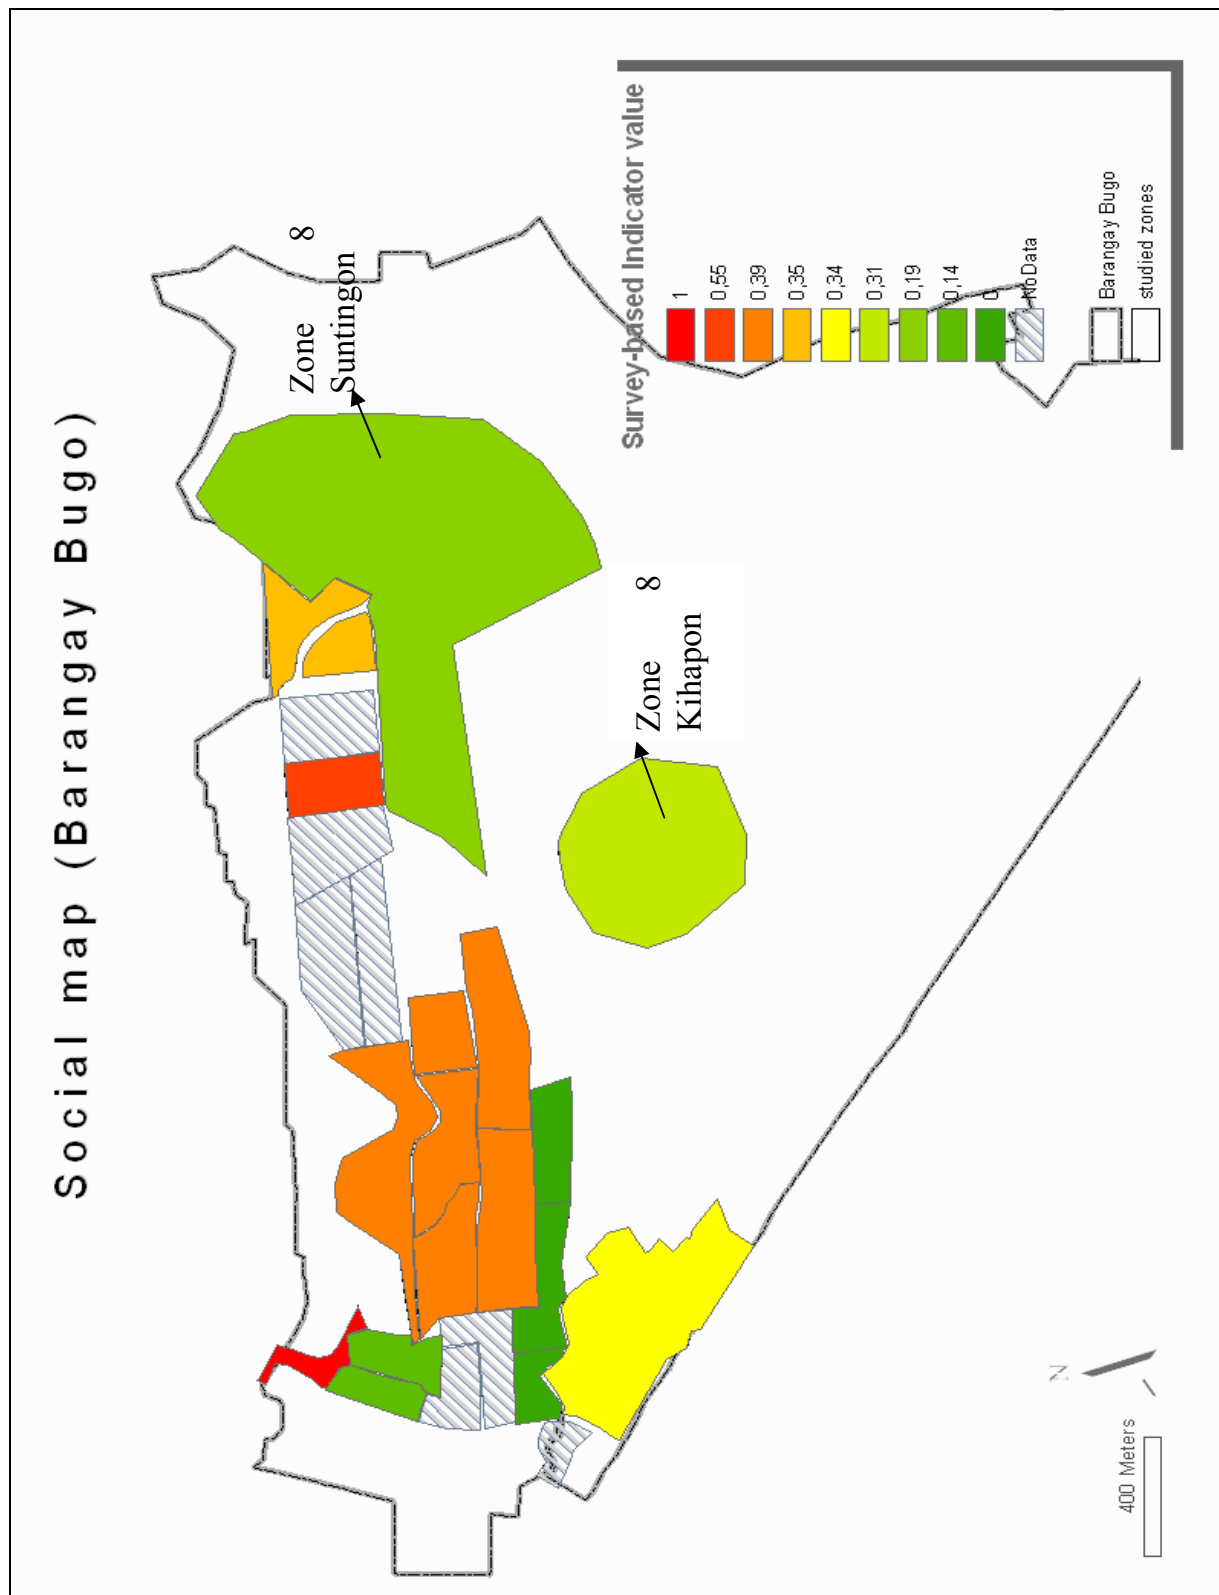 Social map (Barangay Bugo)
Zone 8
Suntingon
Zone 8
Kihapon
Survey-based Indicator value
1
0,55
0,39
0,35
0,34
0,31
0,19
0,14
0
NoData
Barangay Bugo
studied zones
N
400 Meters